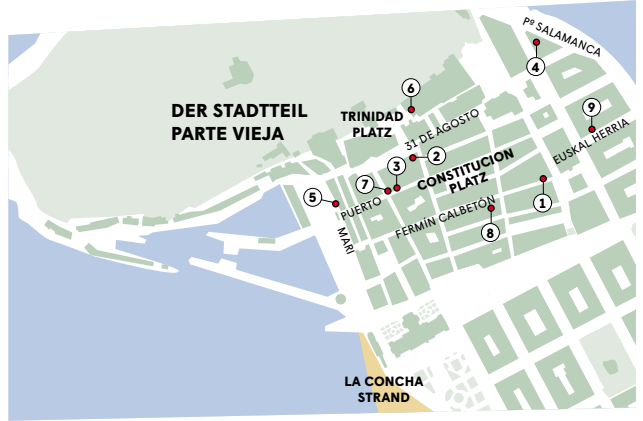 Pº SALAMANCA
4
6
9
DER STADTTEIL
PARTE VIEJA
TRINIDAD
PLATZ
31 DE AGOSTO
EUSKAL HERRIA
2
3
CONSTITUCION
PLATZ
7
5
PUERTO
1
FERMÍN CALBETÓN
8
MARI
LA CONCHA
STRAND